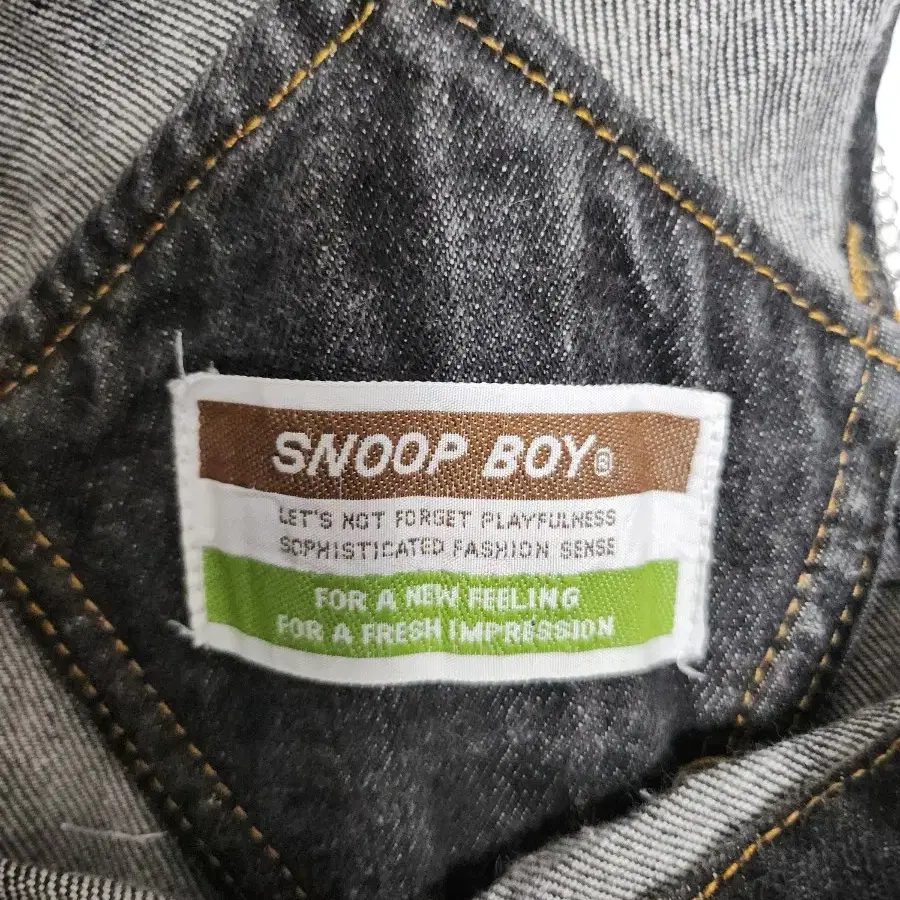 SNOOP BOY®
LET'S NOT FORGET PLAYFULNESS
SOPHISTICATED FASHION SENSE
FOR A NEW FEELING
FOR A FRESH IMPRESSION